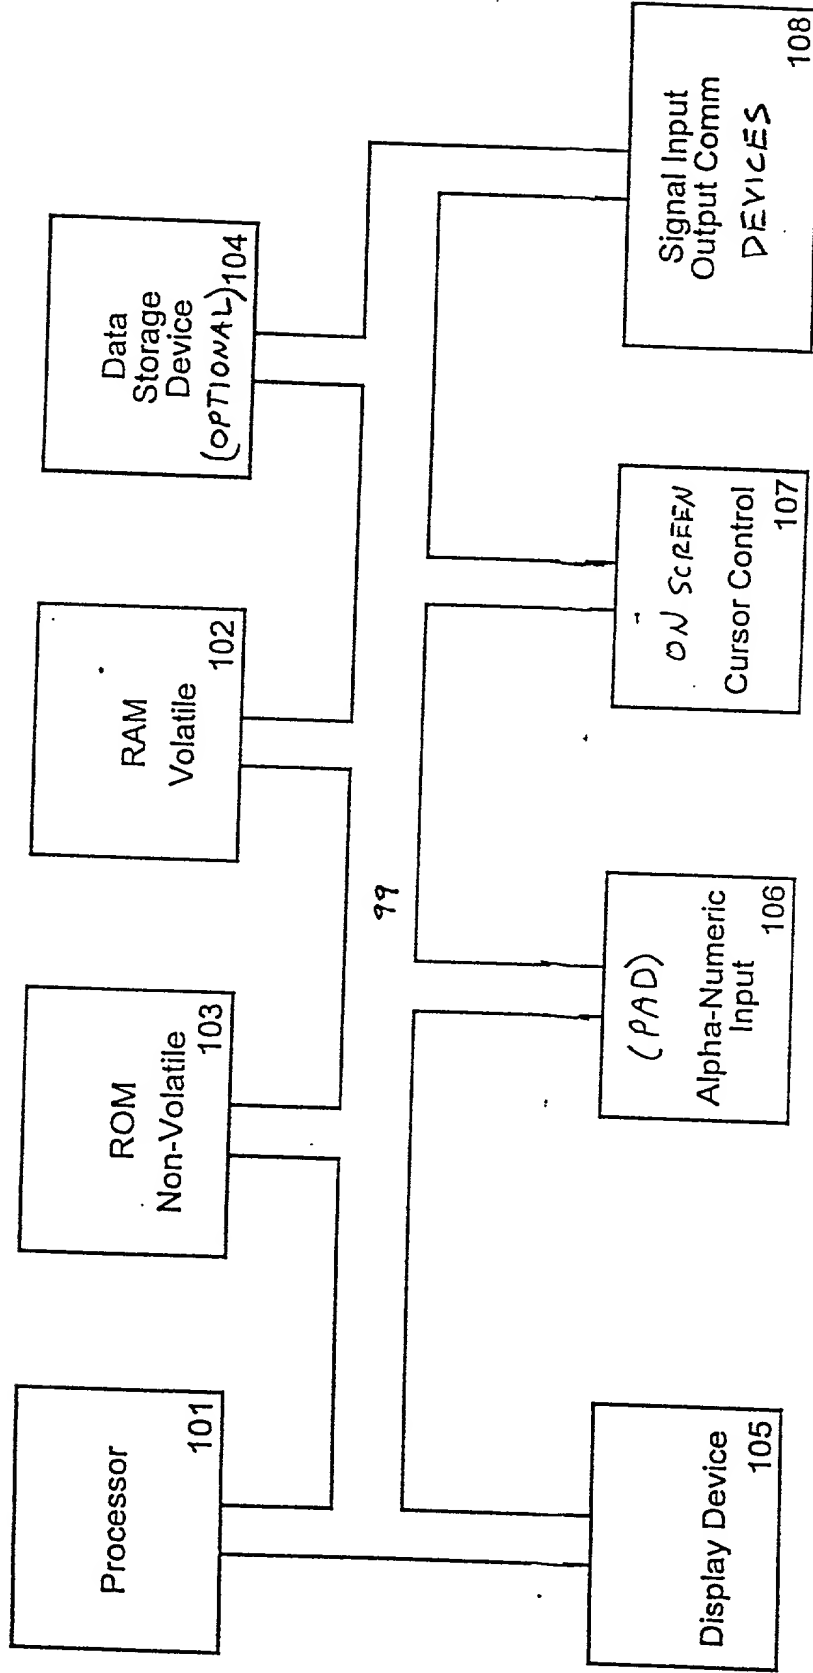 Processor
101
ROM
Non-Volatile
103
RAM
Volatile
102
Data
Storage
Device
(OPTIONAL) 104
99
Display Device
105
(PAD)
Alpha-Numeric
Input
106
ON SCREEN
Cursor Control
107
Signal Input
Output Comm
DEVICES
108